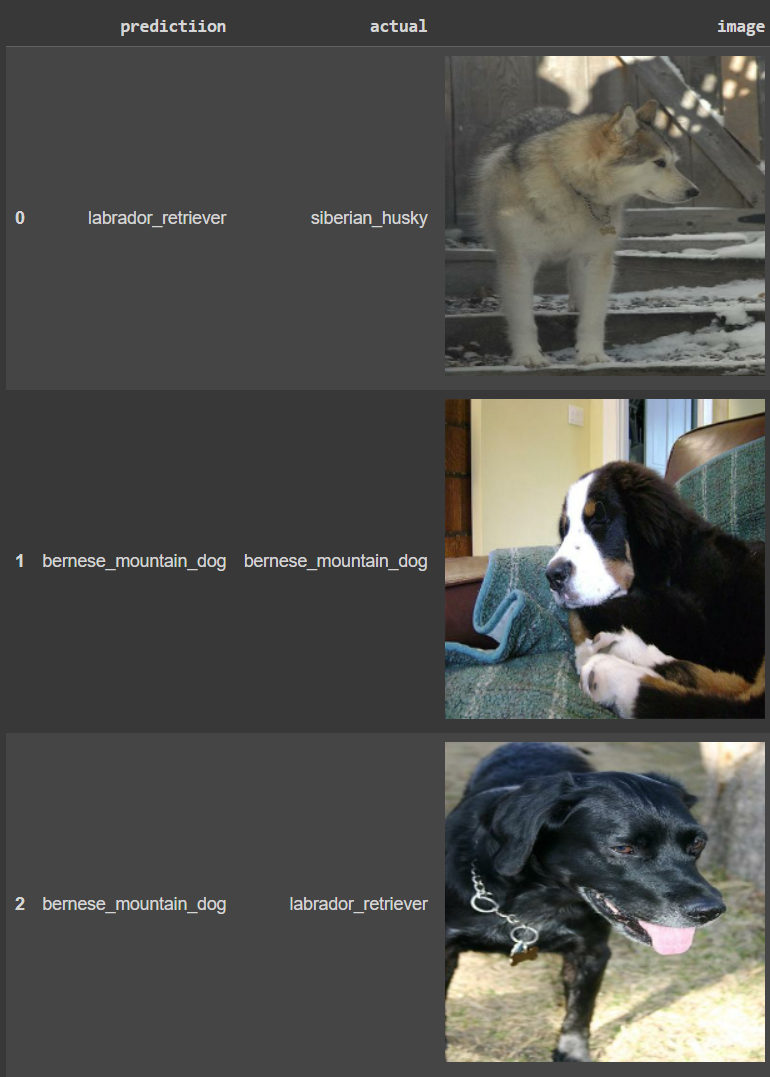 predictiion actual image
0 labrador_retriever siberian_husky
1 bernese_mountain_dog bernese_mountain_dog
2 bernese_mountain_dog labrador_retriever